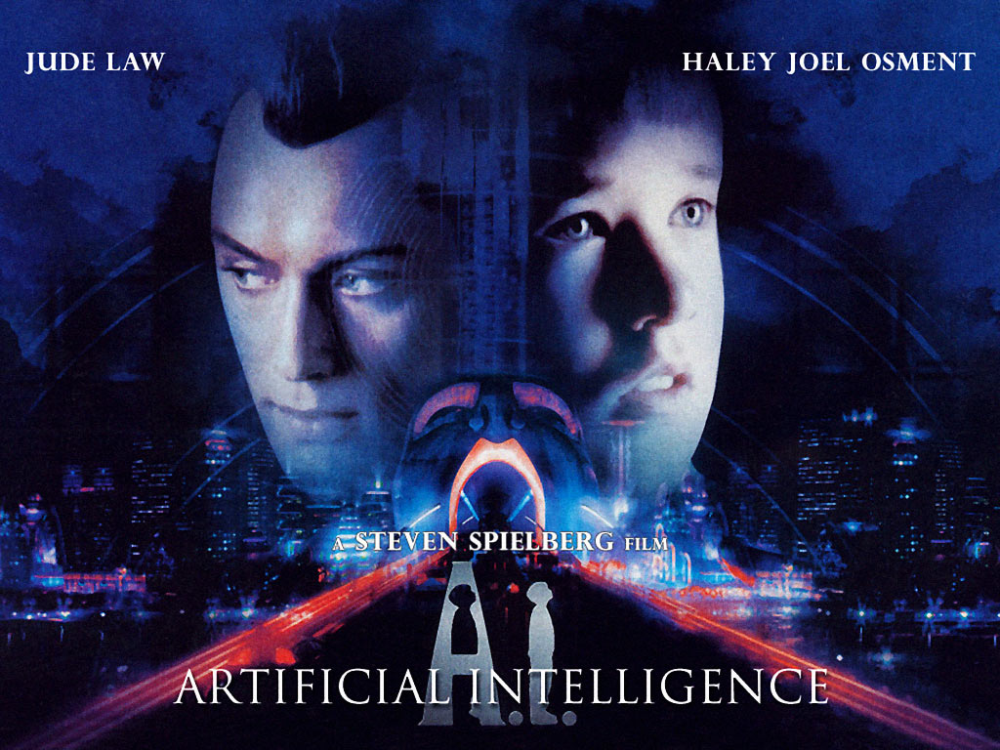 JUDE LAW
HALEY JOEL OSMENT
A STEVEN SPIELBERG FILM
A.I.
ARTIFICIAL INTELLIGENCE